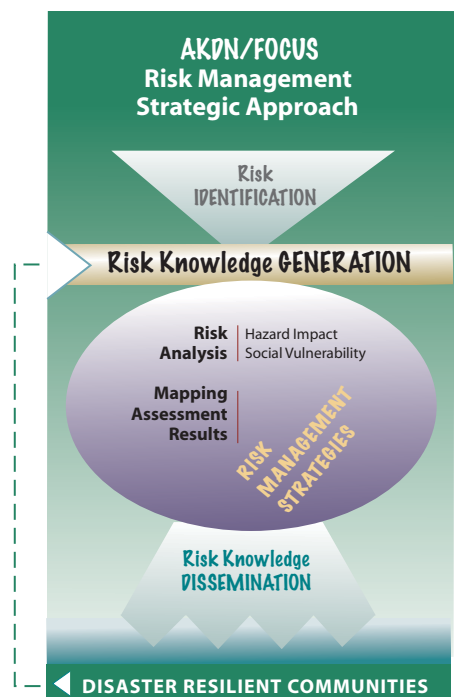 AKDN/FOCUS
Risk Management
Strategic Approach
Risk
IDENTIFICATION
Risk Knowledge GENERATION
Risk
Analysis
Hazard Impact
Social Vulnerability
Mapping
Assessment
Results
RISK
MANAGEMENT
STRATEGIES
Risk Knowledge
DISSEMINATION
DISASTER RESILIENT COMMUNITIES